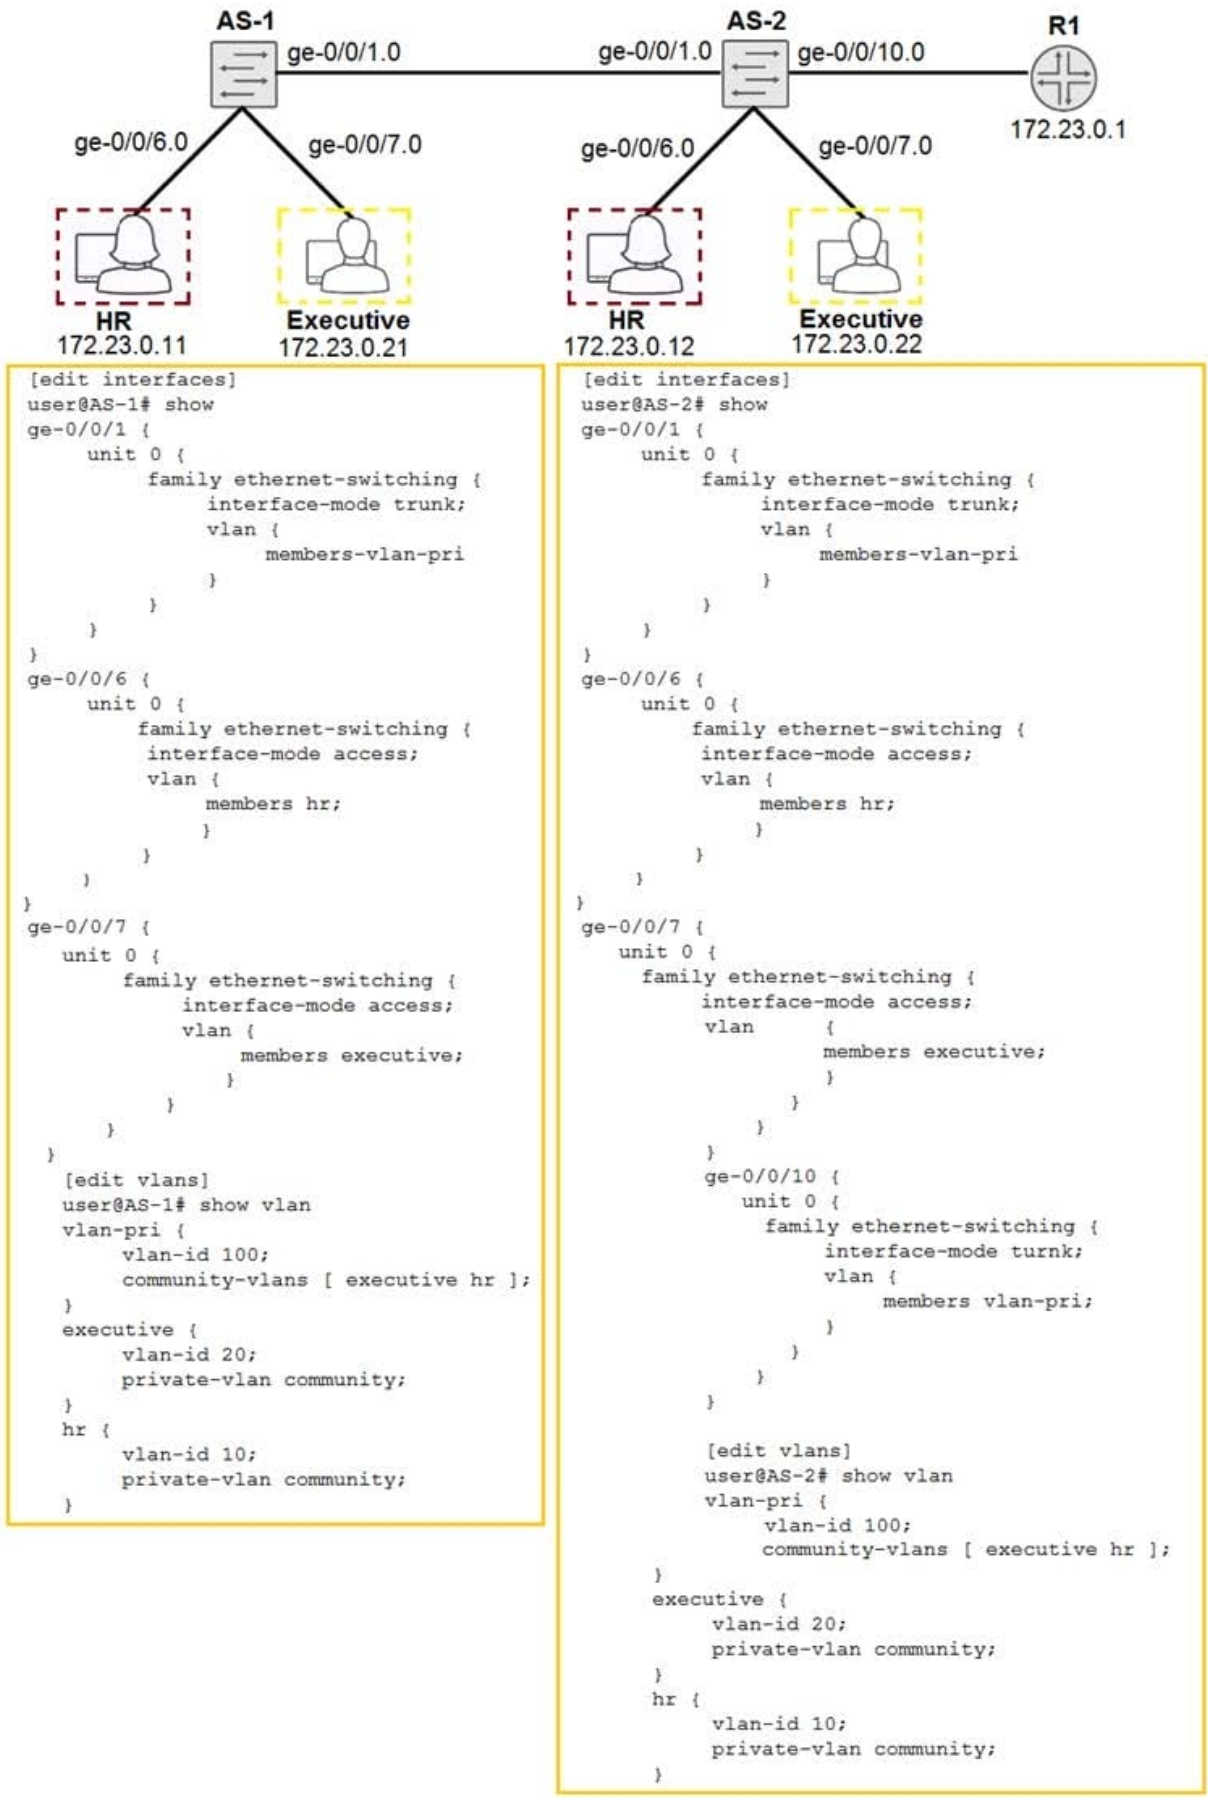 AS-1
AS-2
R1
ge-0/0/1.0
ge-0/0/1.0
ge-0/0/10.0
172.23.0.1
ge-0/0/6.0
ge-0/0/7.0
ge-0/0/6.0
ge-0/0/7.0
HR
172.23.0.11
Executive
172.23.0.21
HR
172.23.0.12
Executive
172.23.0.22
[edit interfaces]
user@AS-1# show
ge-0/0/1 {
unit 0 {
family ethernet-switching {
interface-mode trunk;
vlan {
members-vlan-pri
}
}
}
}
ge-0/0/6 {
unit 0 {
family ethernet-switching {
interface-mode access;
vlan {
members hr;
}
}
}
}
ge-0/0/7 {
unit 0 {
family ethernet-switching {
interface-mode access;
vlan {
members executive;
}
}
}
}
[edit vlans]
user@AS-1# show vlan
vlan-pri {
vlan-id 100;
community-vlans [ executive hr ];
}
executive {
vlan-id 20;
private-vlan community;
}
hr {
vlan-id 10;
private-vlan community;
}
[edit interfaces]
user@AS-2# show
ge-0/0/1 {
unit 0 {
family ethernet-switching {
interface-mode trunk;
vlan {
members-vlan-pri
}
}
}
}
ge-0/0/6 {
unit 0 {
family ethernet-switching {
interface-mode access;
vlan {
members hr;
}
}
}
}
ge-0/0/7 {
unit 0 {
family ethernet-switching {
interface-mode access;
vlan {
members executive;
}
}
}
}
ge-0/0/10 {
unit 0 {
family ethernet-switching {
interface-mode turnk;
vlan {
members vlan-pri;
}
}
}
}
[edit vlans]
user@AS-2# show vlan
vlan-pri {
vlan-id 100;
community-vlans [ executive hr ];
}
executive {
vlan-id 20;
private-vlan community;
}
hr {
vlan-id 10;
private-vlan community;
}